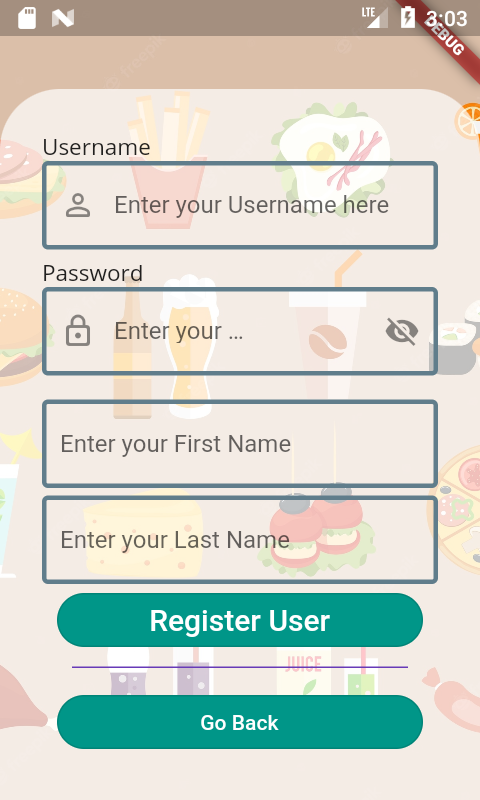 LTE 3:03
DEBUG
Username
Enter your Username here
Password
Enter your ...
Enter your First Name
Enter your Last Name
Register User
JUICE
Go Back